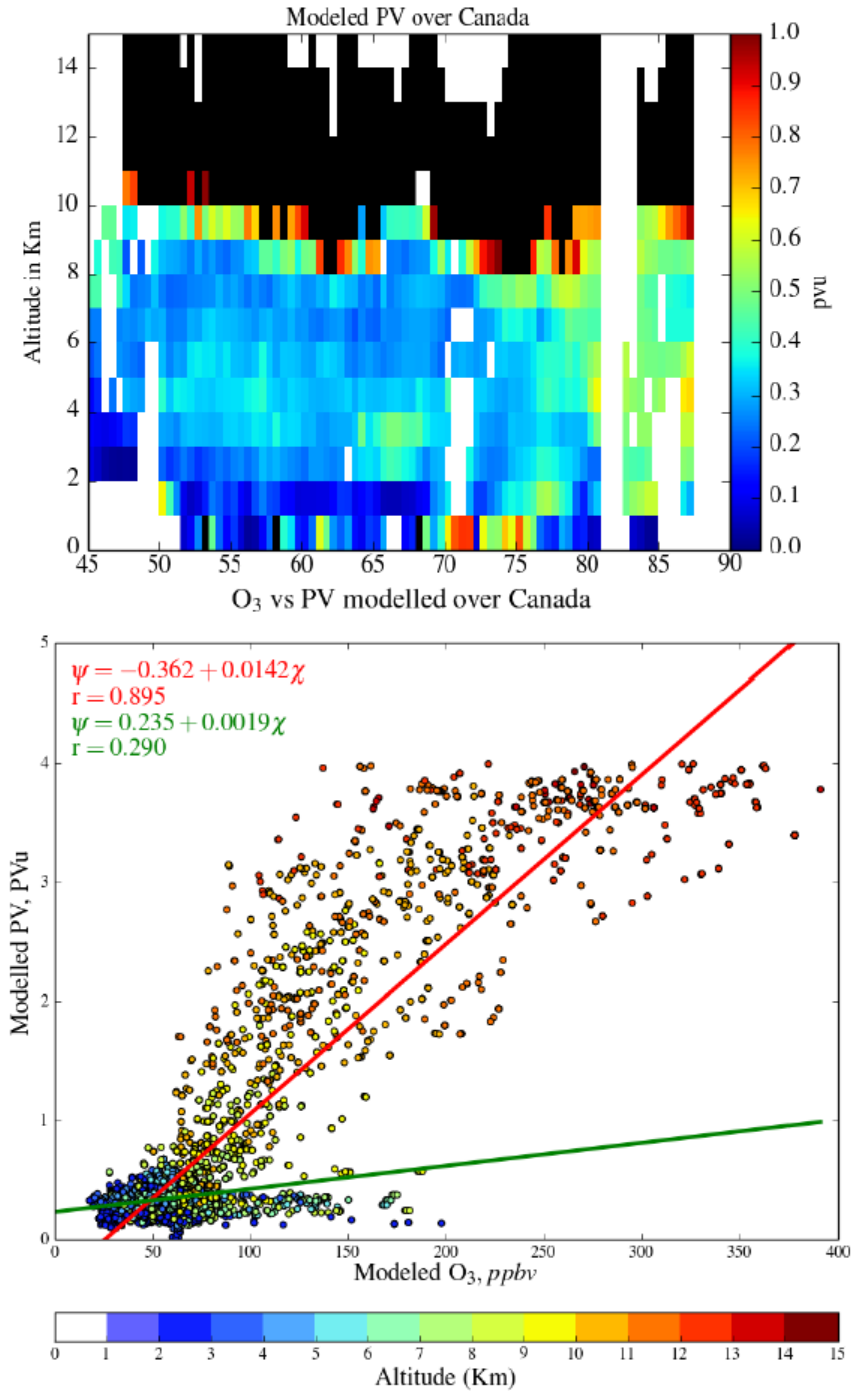 Modeled PV over Canada
Altitude in Km
14
12
10
8
6
4
2
0
45 50 55 60 65 70 75 80 85 90
1.0
0.9
0.8
0.7
0.6
0.5
0.4
0.3
0.2
0.1
0.0
pvu
O₃ vs PV modelled over Canada
ψ = −0.362 + 0.0142χ
r = 0.895
ψ = 0.235 + 0.0019χ
r = 0.290
Modelled PV, PVu
5
4
3
2
1
0
0 50 100 150 200 250 300 350 400
Modeled O₃, ppbv
0 1 2 3 4 5 6 7 8 9 10 11 12 13 14 15
Altitude (Km)